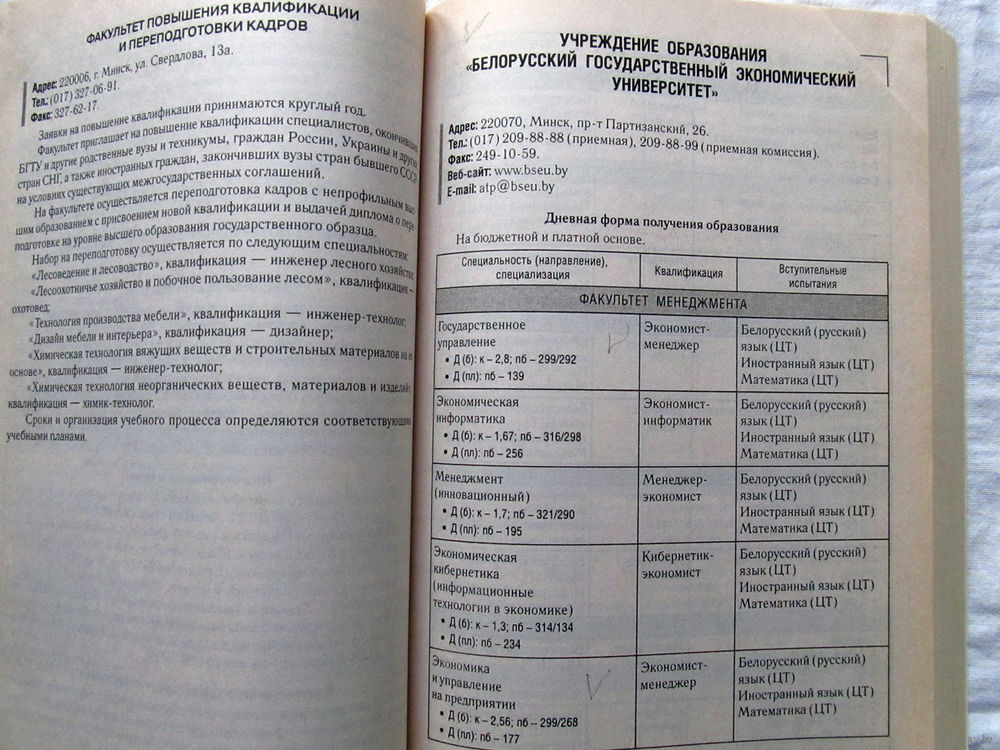 ФАКУЛЬТЕТ ПОВЫШЕНИЯ КВАЛИФИКАЦИИ
И ПЕРЕПОДГОТОВКИ КАДРОВ
Адрес: 220006, г. Минск, ул. Свердлова, 13а.
Тел.: (017) 327-06-91.
Факс: 327-62-17.
Заявки на повышение квалификации принимаются круглый год.
Факультет приглашает на повышение квалификации специалистов, окончивших
БГТУ и другие родственные вузы и техникумы, граждан России, Украины и других
стран СНГ, а также иностранных граждан, закончивших вузы стран бывшего СССР
на условиях существующих межгосударственных соглашений.
На факультете осуществляется переподготовка кадров с непрофильным выс
шим образованием с присвоением новой квалификации и выдачей диплома о пере-
подготовке на уровне высшего образования государственного образца.
Набор на переподготовку осуществляется по следующим специальностям:
«Лесоведение и лесоводство», квалификация — инженер лесного хозяйства;
«Лесоохотничье хозяйство и побочное пользование лесом», квалификация –
охотовед;
«Технология производства мебели», квалификация — инженер-технолог;
«Дизайн мебели и интерьера», квалификация — дизайнер;
«Химическая технология вяжущих веществ и строительных материалов на их
основе», квалификация — инженер-технолог;
«Химическая технология неорганических веществ, материалов и изделий»,
квалификация — химик-технолог.
Сроки и организация учебного процесса определяются соответствующими
учебными планами.
УЧРЕЖДЕНИЕ ОБРАЗОВАНИЯ
«БЕЛОРУССКИЙ ГОСУДАРСТВЕННЫЙ ЭКОНОМИЧЕСКИЙ
УНИВЕРСИТЕТ»
Адрес: 220070, Минск, пр-т Партизанский, 26.
Тел.: (017) 209-88-88 (приемная), 209-88-99 (приемная комиссия).
Факс: 249-10-59.
Веб-сайт: www.bseu.by
E-mail: atp@bseu.by
Дневная форма получения образования
На бюджетной и платной основе.
Специальность (направление),
специализация
Квалификация
Вступительные
испытания
ФАКУЛЬТЕТ МЕНЕДЖМЕНТА
Государственное
управление
• Д (б): к – 2,8; пб – 299/292
• Д (пл): пб – 139
Экономист-
менеджер
Белорусский (русский)
язык (ЦТ)
Иностранный язык (ЦТ)
Математика (ЦТ)
Экономическая
информатика
• Д (б): к – 1,67; пб – 316/298
• Д (пл): пб – 256
Экономист-
информатик
Белорусский (русский)
язык (ЦТ)
Иностранный язык (ЦТ)
Математика (ЦТ)
Менеджмент
(инновационный)
• Д (б): к – 1,7; пб – 321/290
• Д (пл): пб – 195
Менеджер-
экономист
Белорусский (русский)
язык (ЦТ)
Иностранный язык (ЦТ)
Математика (ЦТ)
Экономическая
кибернетика
(информационные
технологии в экономике)
• Д (б): к – 1,3; пб – 314/134
• Д (пл): пб – 234
Кибернетик-
экономист
Белорусский (русский)
язык (ЦТ)
Иностранный язык (ЦТ)
Математика (ЦТ)
Экономика
и управление
на предприятии
• Д (б): к – 2,56; пб – 299/268
• Д (пл): пб – 177
Экономист-
менеджер
Белорусский (русский)
язык (ЦТ)
Иностранный язык (ЦТ)
Математика (ЦТ)